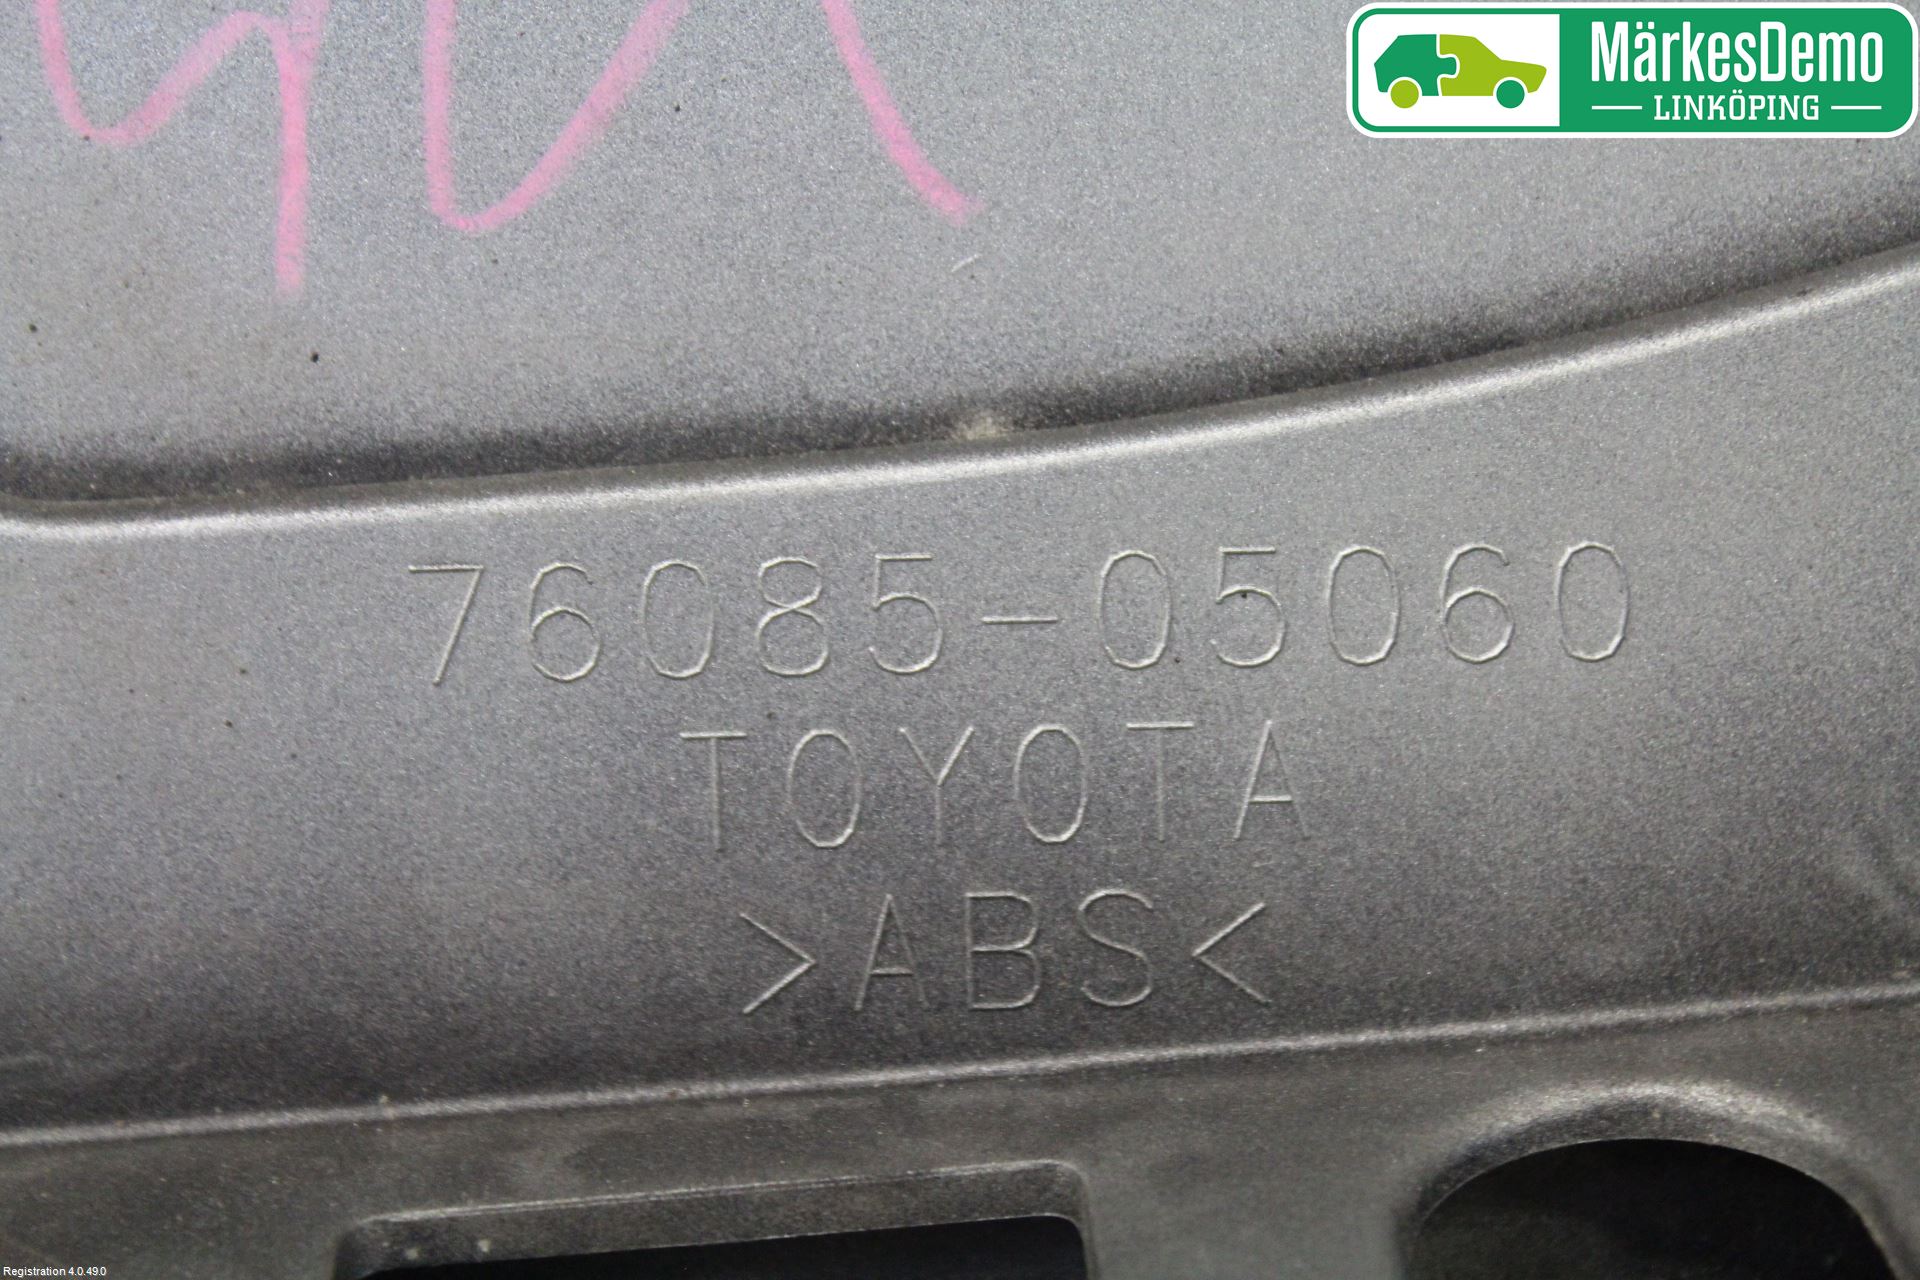 MärkesDemo
LINKÖPING
76085-05060
TOYOTA
>ABS<
Registration 4.0.49.0